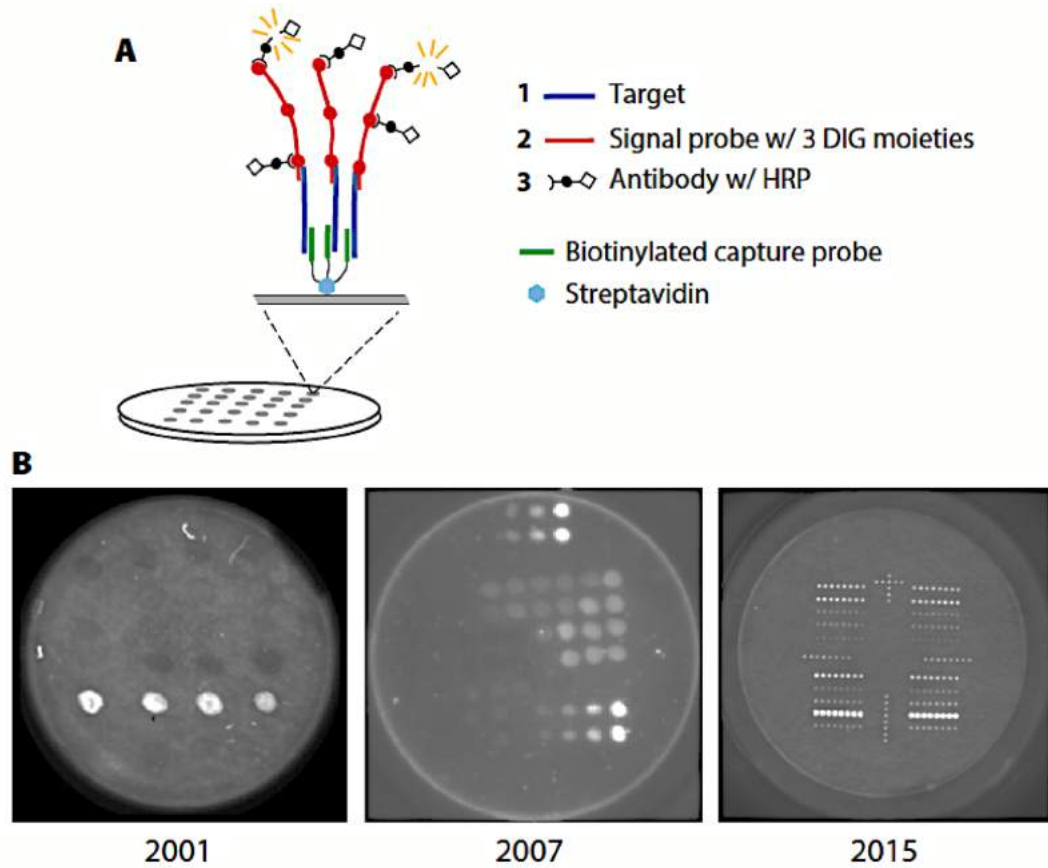 A
1 Target
2 Signal probe w/ 3 DIG moieties
3 Antibody w/ HRP
Biotinylated capture probe
Streptavidin
B
2001 2007 2015